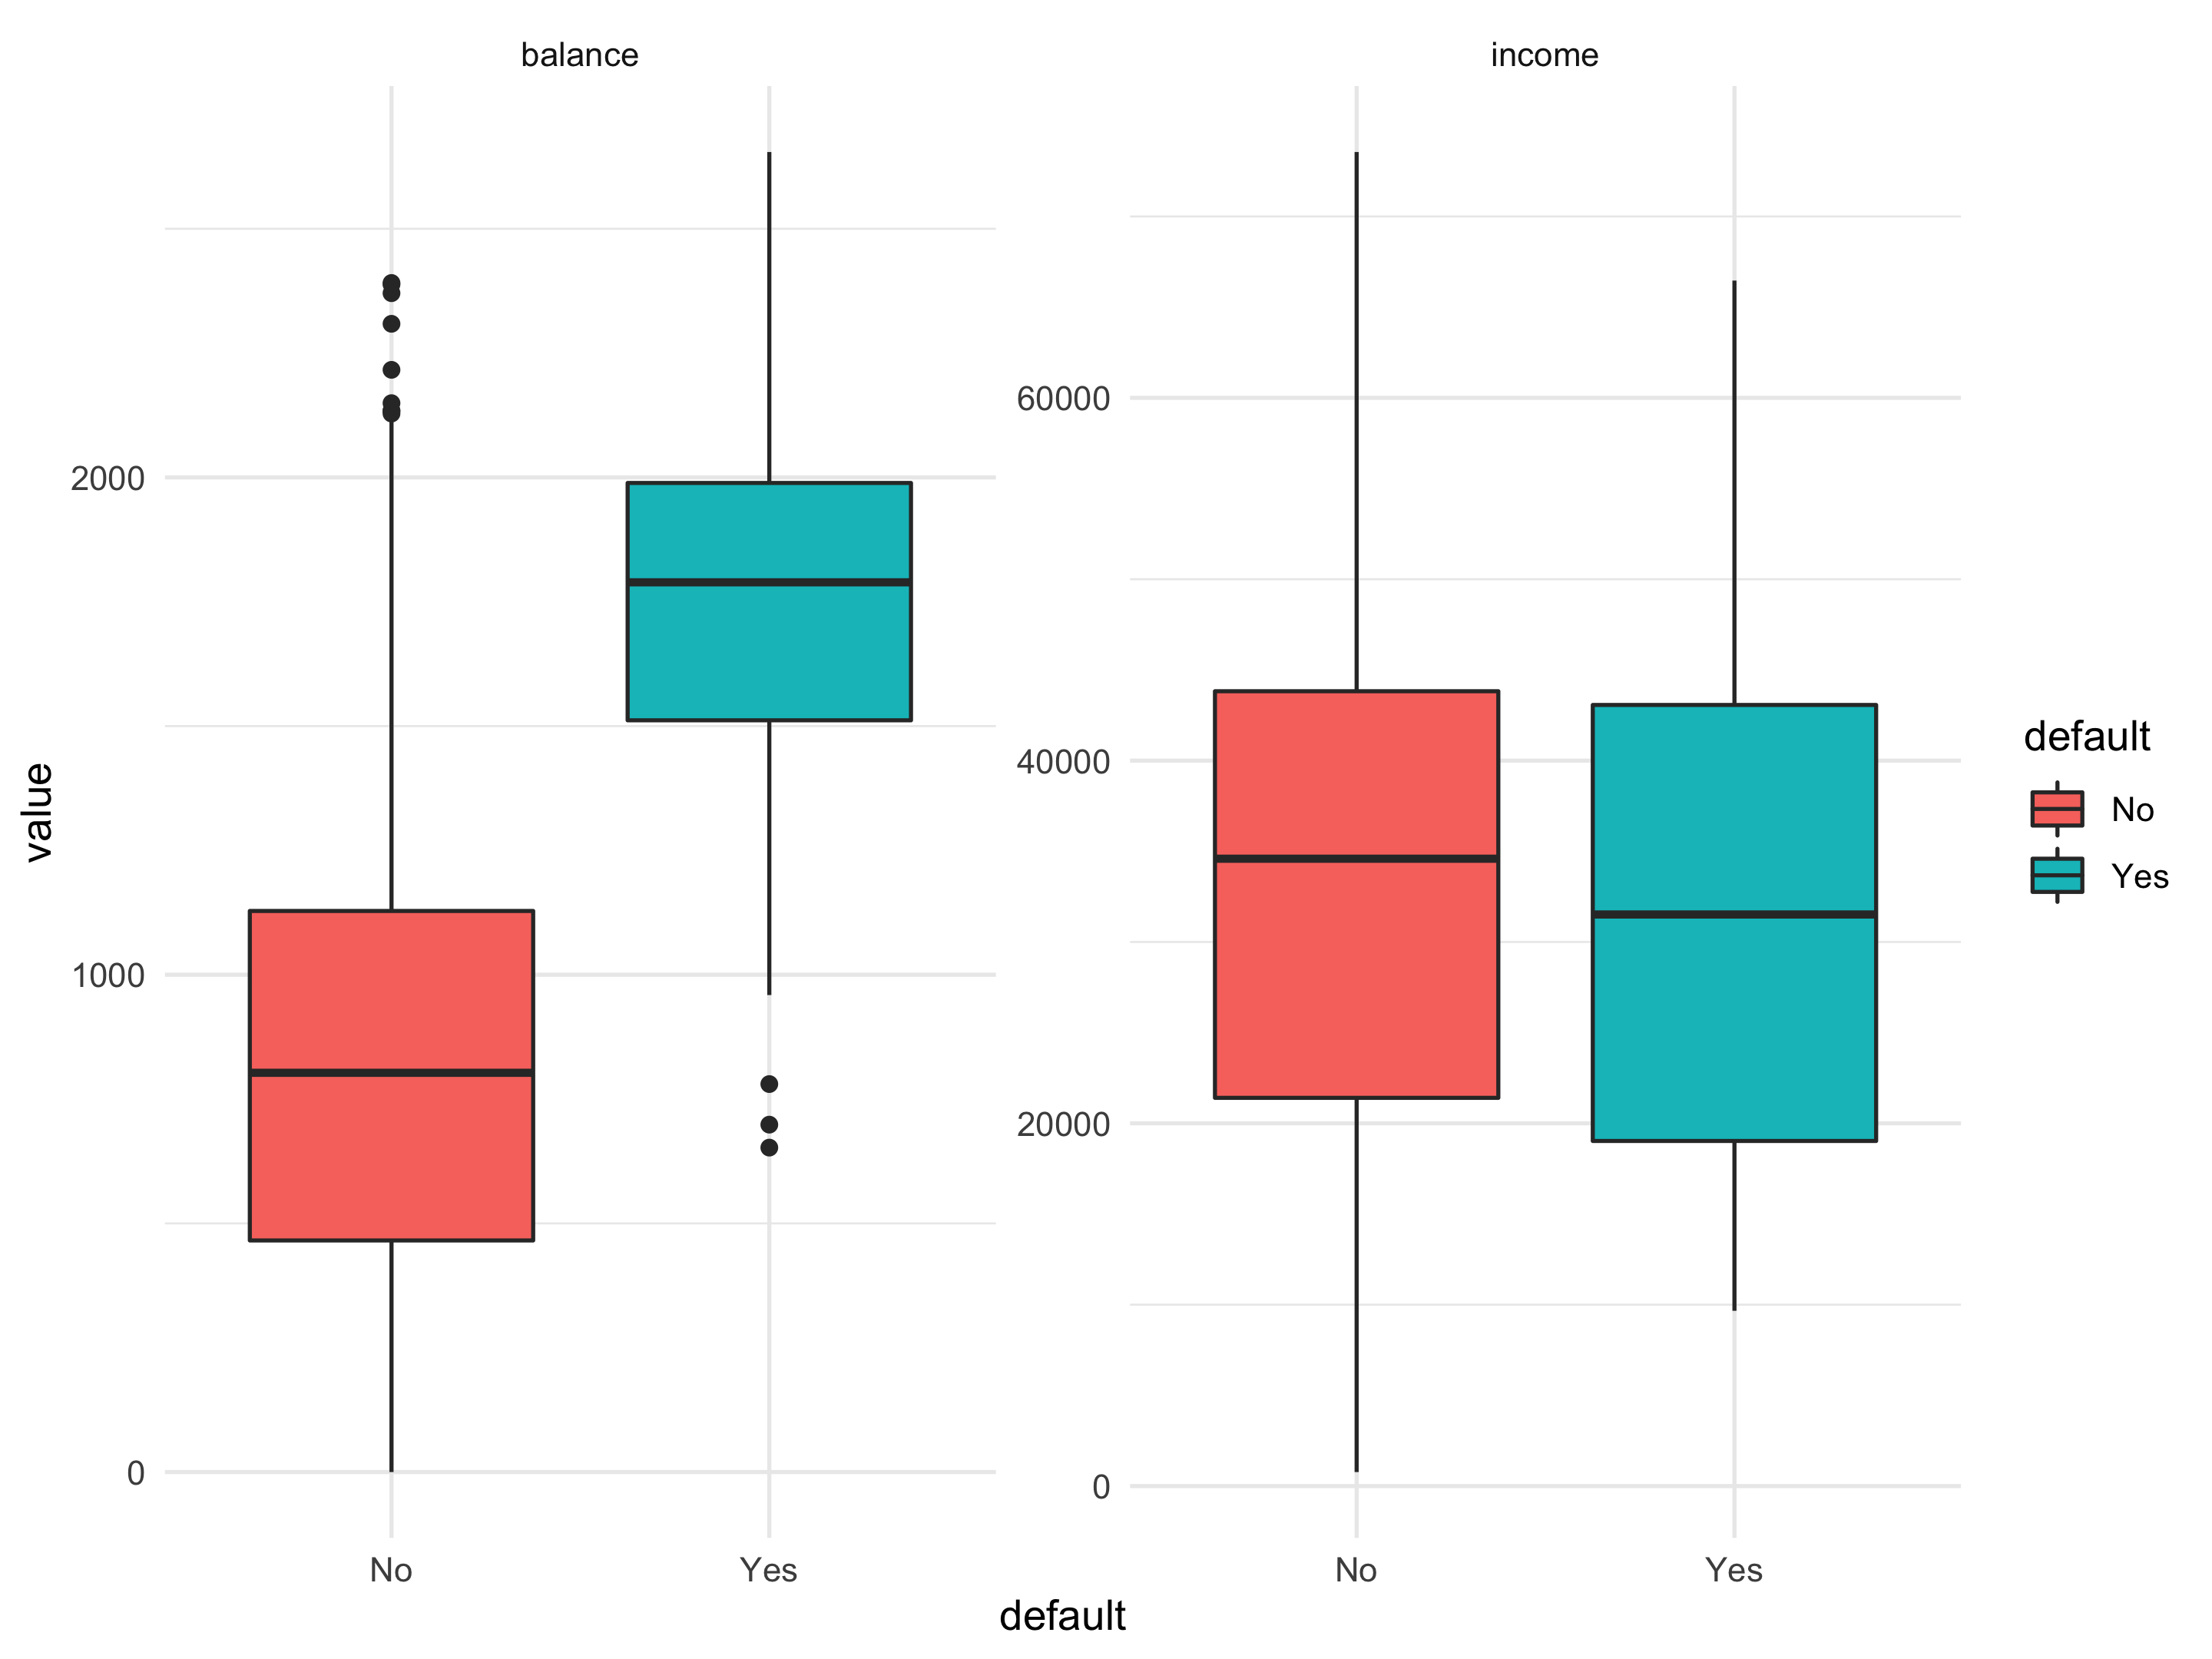 balance
income
value
2000
1000
0
60000
40000
20000
0
No
Yes
No
Yes
default
default
No
Yes